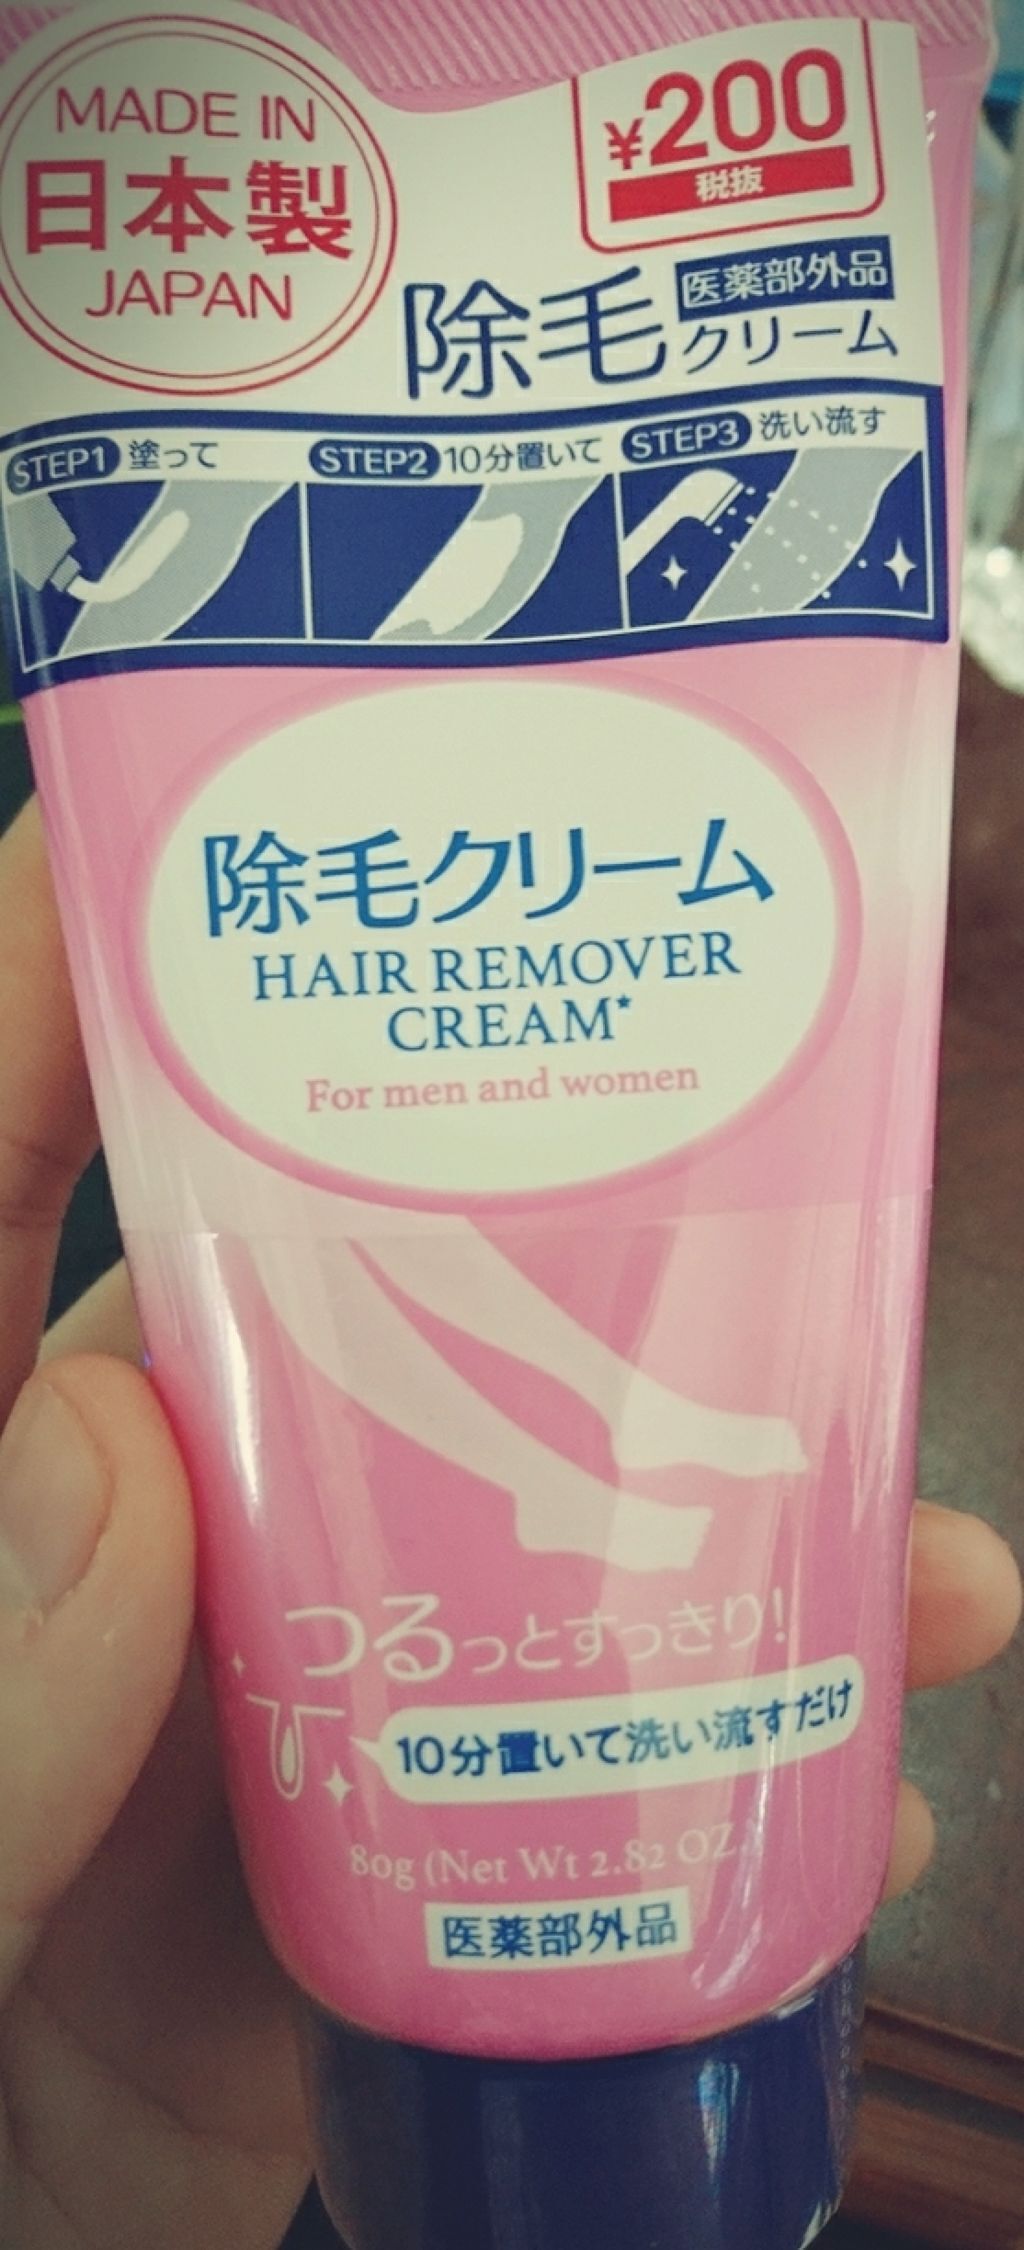 MADE IN
日本製
JAPAN
¥200
税抜
除毛 医薬部外品
クリーム
STEP1 塗って
STEP2 10分置いて
STEP3 洗い流す
除毛クリーム
HAIR REMOVER
CREAM*
For men and women
つるっとすっきり!
10分置いて洗い流すだけ
80g (Net Wt 2.82 OZ.)
医薬部外品